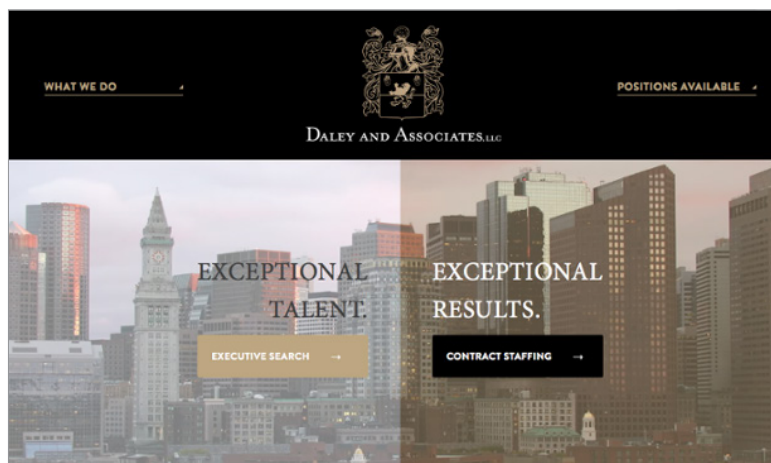 WHAT WE DO
POSITIONS AVAILABLE
DALEY AND ASSOCIATES, LLC
EXCEPTIONAL
TALENT.
EXECUTIVE SEARCH →
EXCEPTIONAL
RESULTS.
CONTRACT STAFFING →